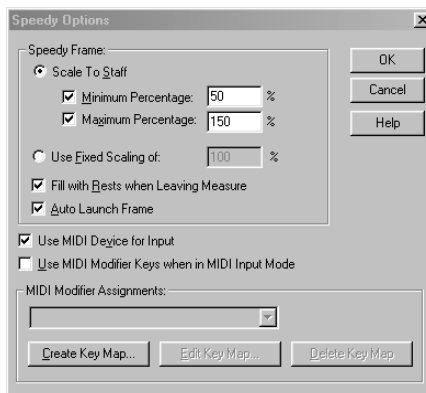 Speedy Options
Speedy Frame:
Scale To Staff
Minimum Percentage: 50 %
Maximum Percentage: 150 %
Use Fixed Scaling of: 100 %
Fill with Rests when Leaving Measure
Auto Launch Frame
OK
Cancel
Help
Use MIDI Device for Input
Use MIDI Modifier Keys when in MIDI Input Mode
MIDI Modifier Assignments:
Create Key Map... Edit Key Map... Delete Key Map